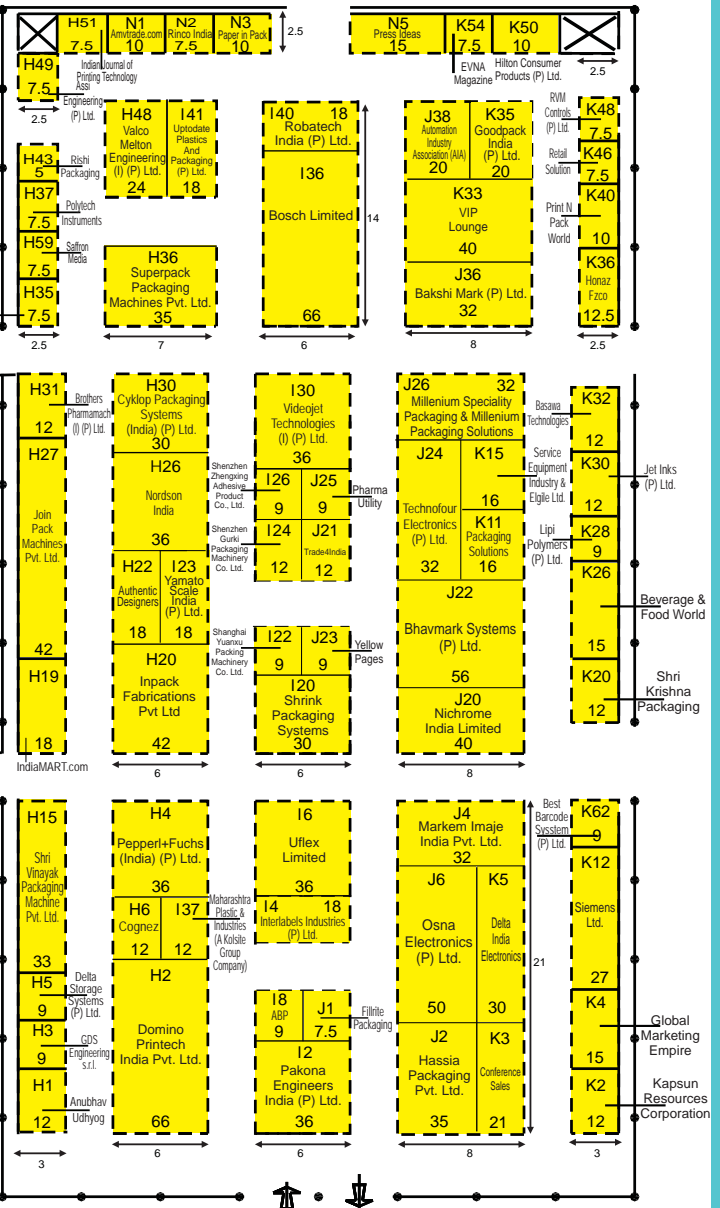 H51
7.5
Indian Journal of
Printing Technology
N1
Amvtrade.com
10
N2
Rinco India
7.5
N3
Paper in Pack
10
2.5
N5
Press Ideas
15
K54
7.5
EVNA
Magazine
K50
10
Hilton Consumer
Products (P) Ltd.
2.5
H49
7.5
Assi
Engineering
(P) Ltd.
2.5
H43
5
Rishi
Packaging
H37
7.5
Polytech
Instruments
H59
7.5
Saffron
Media
H35
7.5
2.5
H48
Valco
Melton
Engineering
(I) (P) Ltd.
24
I41
Uptodate
Plastics
And
Packaging
(P) Ltd.
18
H36
Superpack
Packaging
Machines Pvt. Ltd.
35
7
I40 18
Robatech
India (P) Ltd.
I36
Bosch Limited
66
14
6
J38
Automation
Industry
Association (AIA)
20
K35
Goodpack
India
(P) Ltd.
20
K33
VIP
Lounge
40
J36
Bakshi Mark (P) Ltd.
32
8
RVM
Controls
(P) Ltd.
K48
7.5
Retail
Solution
K46
7.5
Print N
Pack
World
K40
10
K36
Honaz
Fzco
12.5
2.5
H31
12
Brothers
Pharmamach
(I) (P) Ltd.
H27
Join
Pack
Machines
Pvt. Ltd.
42
H19
18
IndiaMART.com
H30
Cyklop Packaging
Systems
(India) (P) Ltd.
30
H26
Nordson
India
36
H22
Authentic
Designers
18
I23
Yamato
Scale
India
(P) Ltd.
18
H20
Inpack
Fabrications
Pvt Ltd
42
6
I30
Videojet
Technologies
(I) (P) Ltd.
36
Shenzhen
Zhengxing
Adhesive
Product
Co., Ltd.
I26
9
J25
9
Pharma
Utility
Shenzhen
Gurki
Packaging
Machinery
Co. Ltd.
I24
12
J21
Trade4India
12
Shanghai
Yuanxu
Packing
Machinery
Co. Ltd.
I22
9
J23
9
Yellow
Pages
I20
Shrink
Packaging
Systems
30
6
J26 32
Millenium Speciality
Packaging & Millenium
Packaging Solutions
J24
Technofour
Electronics
(P) Ltd.
32
K15
16
Service
Equipment
Industry &
Elgile Ltd.
K11
Packaging
Solutions
16
J22
Bhavmark Systems
(P) Ltd.
56
J20
Nichrome
India Limited
40
8
Basawa
Technologies
K32
12
K30
12
Jet Inks
(P) Ltd.
Lipi
Polymers
(P) Ltd.
K28
9
K26
15
Beverage &
Food World
K20
12
Shri
Krishna
Packaging
H15
Shri
Vinayak
Packaging
Machine
Pvt. Ltd.
33
H5
9
Delta
Storage
Systems
(P) Ltd.
H3
9
GDS
Engineering
s.r.l.
H1
12
Anubhav
Udhyog
3
H4
Pepperl+Fuchs
(India) (P) Ltd.
36
H6
Cognez
12
I37
12
Maharashtra
Plastic &
Industries
(A Kolsite
Group
Company)
H2
Domino
Printech
India Pvt. Ltd.
66
6
I6
Uflex
Limited
36
I4 18
Interlabels Industries
(P) Ltd.
I8
ABP
9
J1
7.5
Fillrite
Packaging
I2
Pakona
Engineers
India (P) Ltd.
36
6
J4
Markem Imaje
India Pvt. Ltd.
32
J6
Osna
Electronics
(P) Ltd.
50
K5
Delta
India
Electronics
30
J2
Hassia
Packaging
Pvt. Ltd.
35
K3
Conference
Sales
21
21
8
Best
Barcode
Sysstem
(P) Ltd.
K62
9
K12
Siemens
Ltd.
27
K4
15
Global
Marketing
Empire
K2
12
Kapsun
Resources
Corporation
3